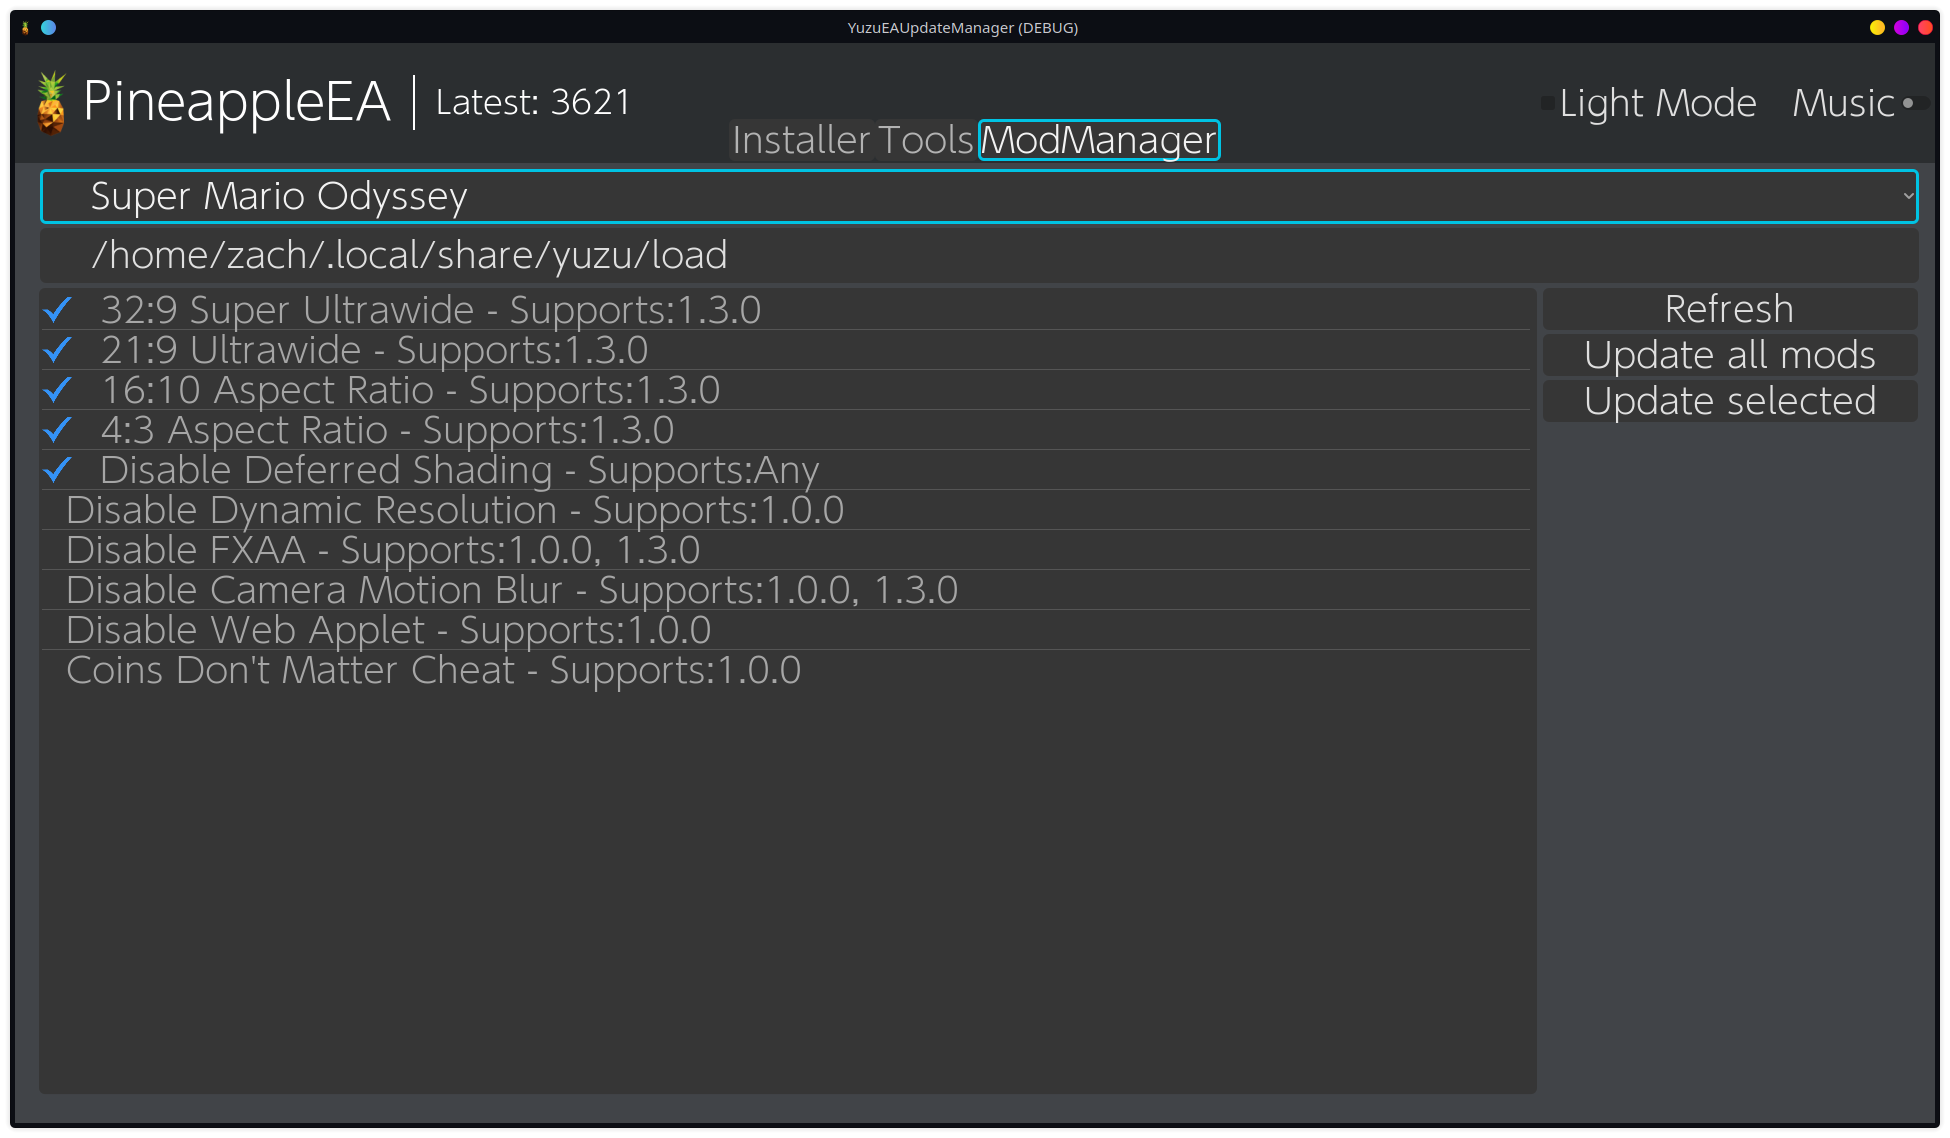 YuzuEAUpdateManager (DEBUG)
PineappleEA
Latest: 3621
Light Mode
Music
Installer
Tools
ModManager
Super Mario Odyssey
/home/zach/.local/share/yuzu/load
32:9 Super Ultrawide - Supports:1.3.0
21:9 Ultrawide - Supports:1.3.0
16:10 Aspect Ratio - Supports:1.3.0
4:3 Aspect Ratio - Supports:1.3.0
Disable Deferred Shading - Supports:Any
Disable Dynamic Resolution - Supports:1.0.0
Disable FXAA - Supports:1.0.0, 1.3.0
Disable Camera Motion Blur - Supports:1.0.0, 1.3.0
Disable Web Applet - Supports:1.0.0
Coins Don't Matter Cheat - Supports:1.0.0
Refresh
Update all mods
Update selected